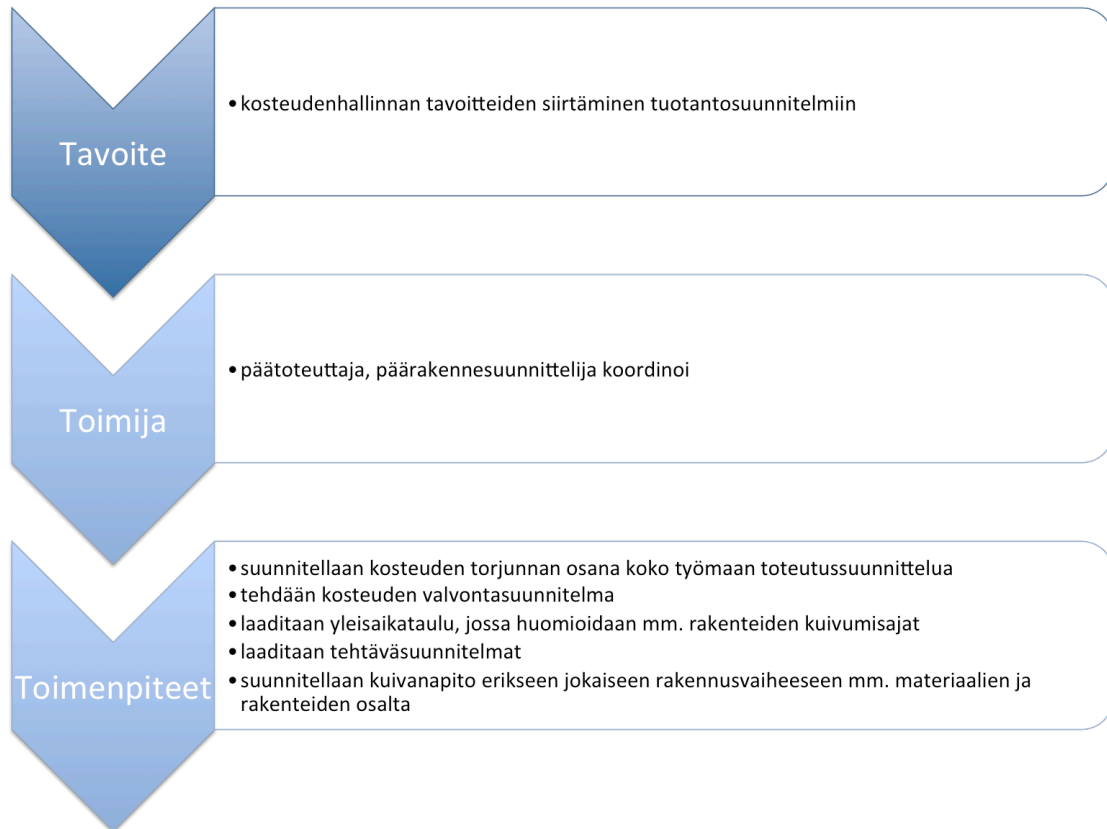 Tavoite
•kosteudenhallinnan tavoitteiden siirtäminen tuotantosuunnitelmiin
Toimija
•päätoteuttaja, päärakennesuunnittelija koordinoi
Toimenpiteet
•suunnitellaan kosteuden torjunnan osana koko työmaan toteutussuunnittelua
•tehdään kosteuden valvontasuunnitelma
•laaditaan yleisaikataulu, jossa huomioidaan mm. rakenteiden kuivumisajat
•laaditaan tehtäväsuunnitelmat
•suunnitellaan kuivanapito erikseen jokaiseen rakennusvaiheeseen mm. materiaalien ja
rakenteiden osalta